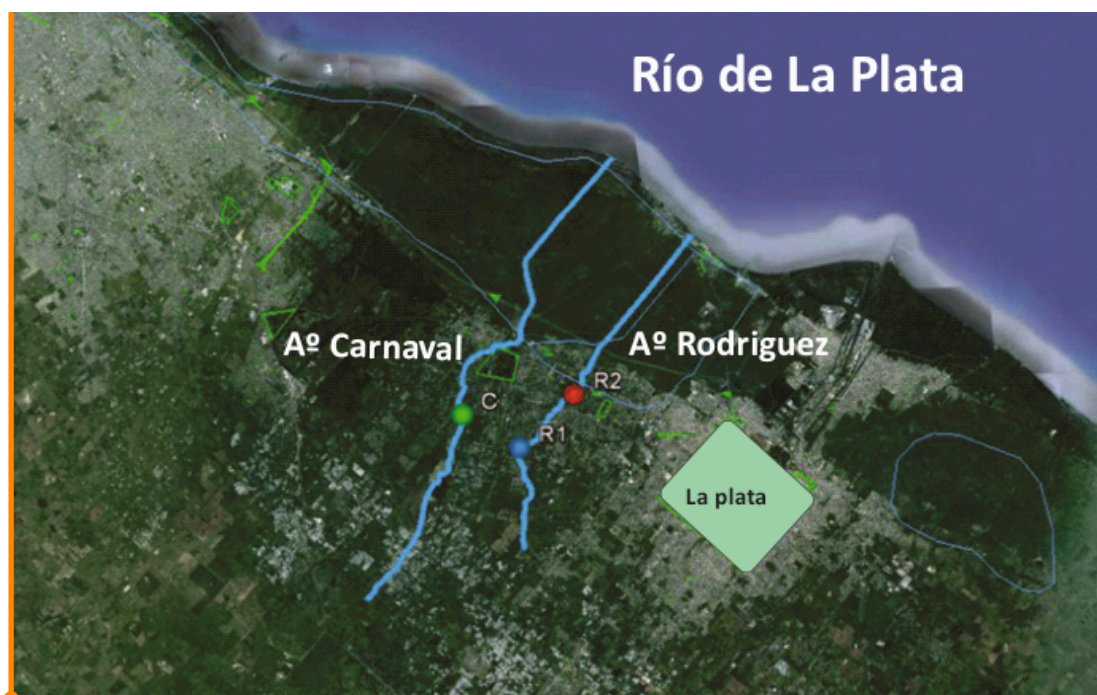 Río de La Plata
Aº Carnaval
Aº Rodriguez
R2
C
R1
La plata